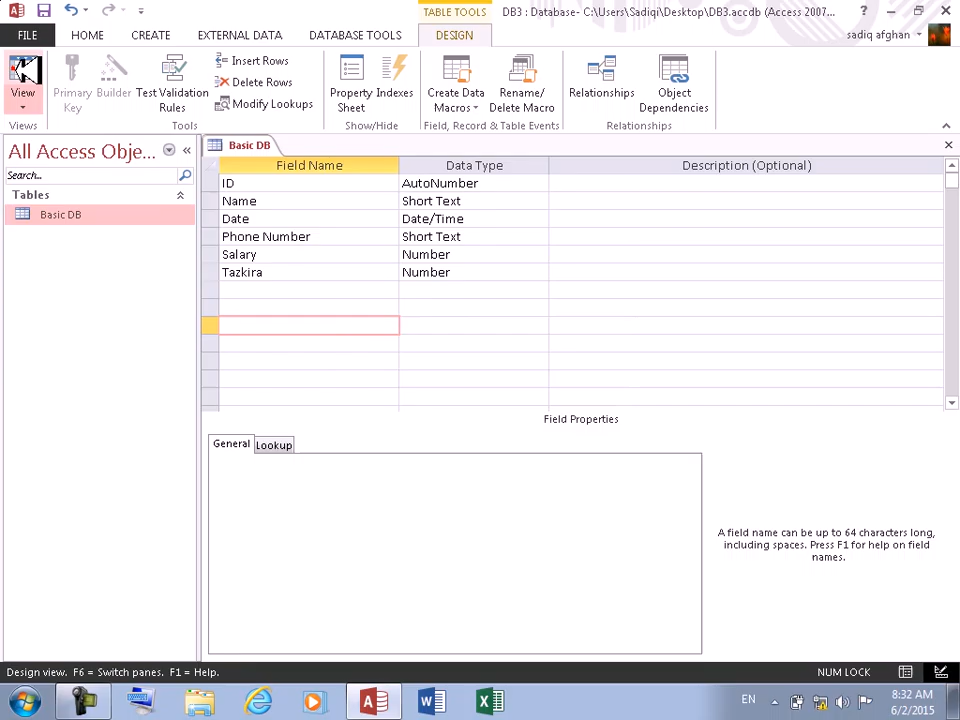 TABLE TOOLS
DB3 : Database- C:\Users\Sadiqi\Desktop\DB3.accdb (Access 2007...
FILE
HOME
CREATE
EXTERNAL DATA
DATABASE TOOLS
DESIGN
sadiq afghan
View
Primary Key
Builder
Test Validation Rules
Insert Rows
Delete Rows
Modify Lookups
Property Sheet
Indexes
Create Data Macros
Rename/ Delete Macro
Relationships
Object Dependencies
Views
Tools
Show/Hide
Field, Record & Table Events
Relationships
All Access Obje...
Search...
Tables
Basic DB
Basic DB
Field Name Data Type Description (Optional)
ID AutoNumber
Name Short Text
Date Date/Time
Phone Number Short Text
Salary Number
Tazkira Number
Field Properties
General Lookup
A field name can be up to 64 characters long,
including spaces. Press F1 for help on field
names.
Design view. F6 = Switch panes. F1 = Help.
NUM LOCK
EN
8:32 AM
6/2/2015